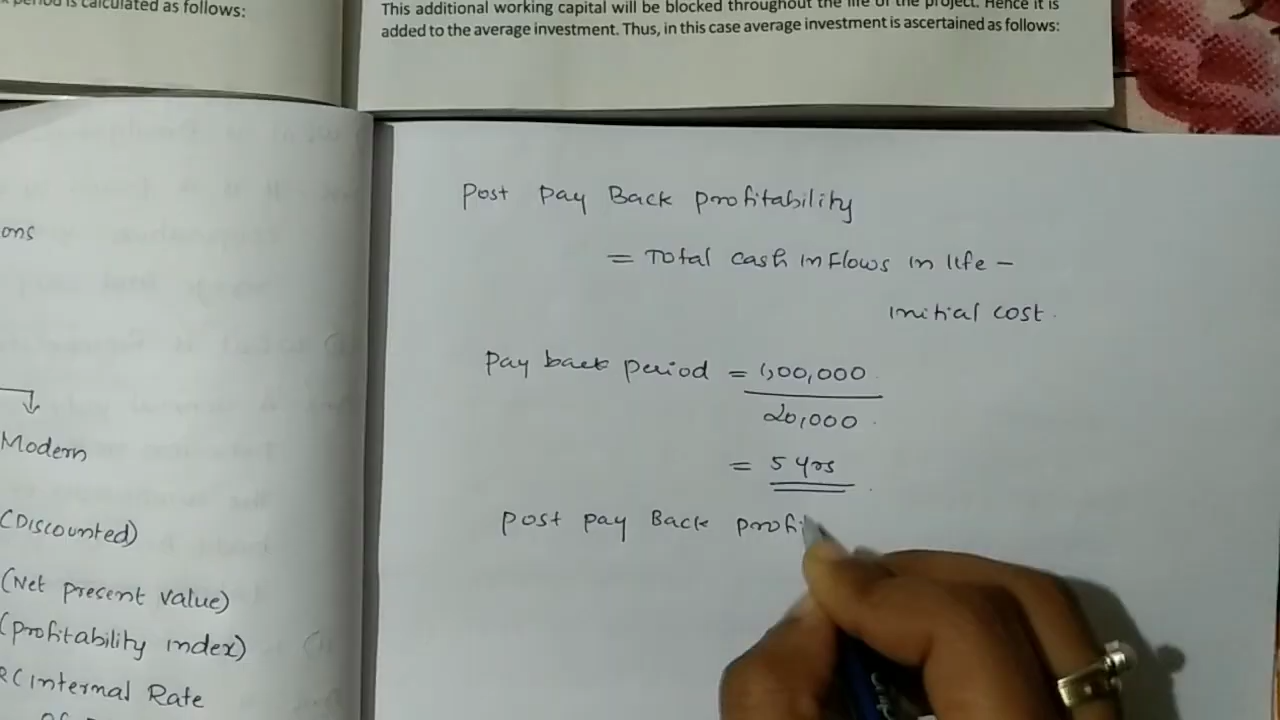 period is calculated as follows:
This additional working capital will be blocked throughout the life of the project. Hence it is
added to the average investment. Thus, in this case average investment is ascertained as follows:
ons
Modern
(Discounted)
(Net present value)
(profitability index)
R (Internal Rate
Post Pay Back profitability
= Total cash inflows in life -
initial cost.
Pay back period = 1,00,000
20,000
= 5 yrs
Post pay Back profi